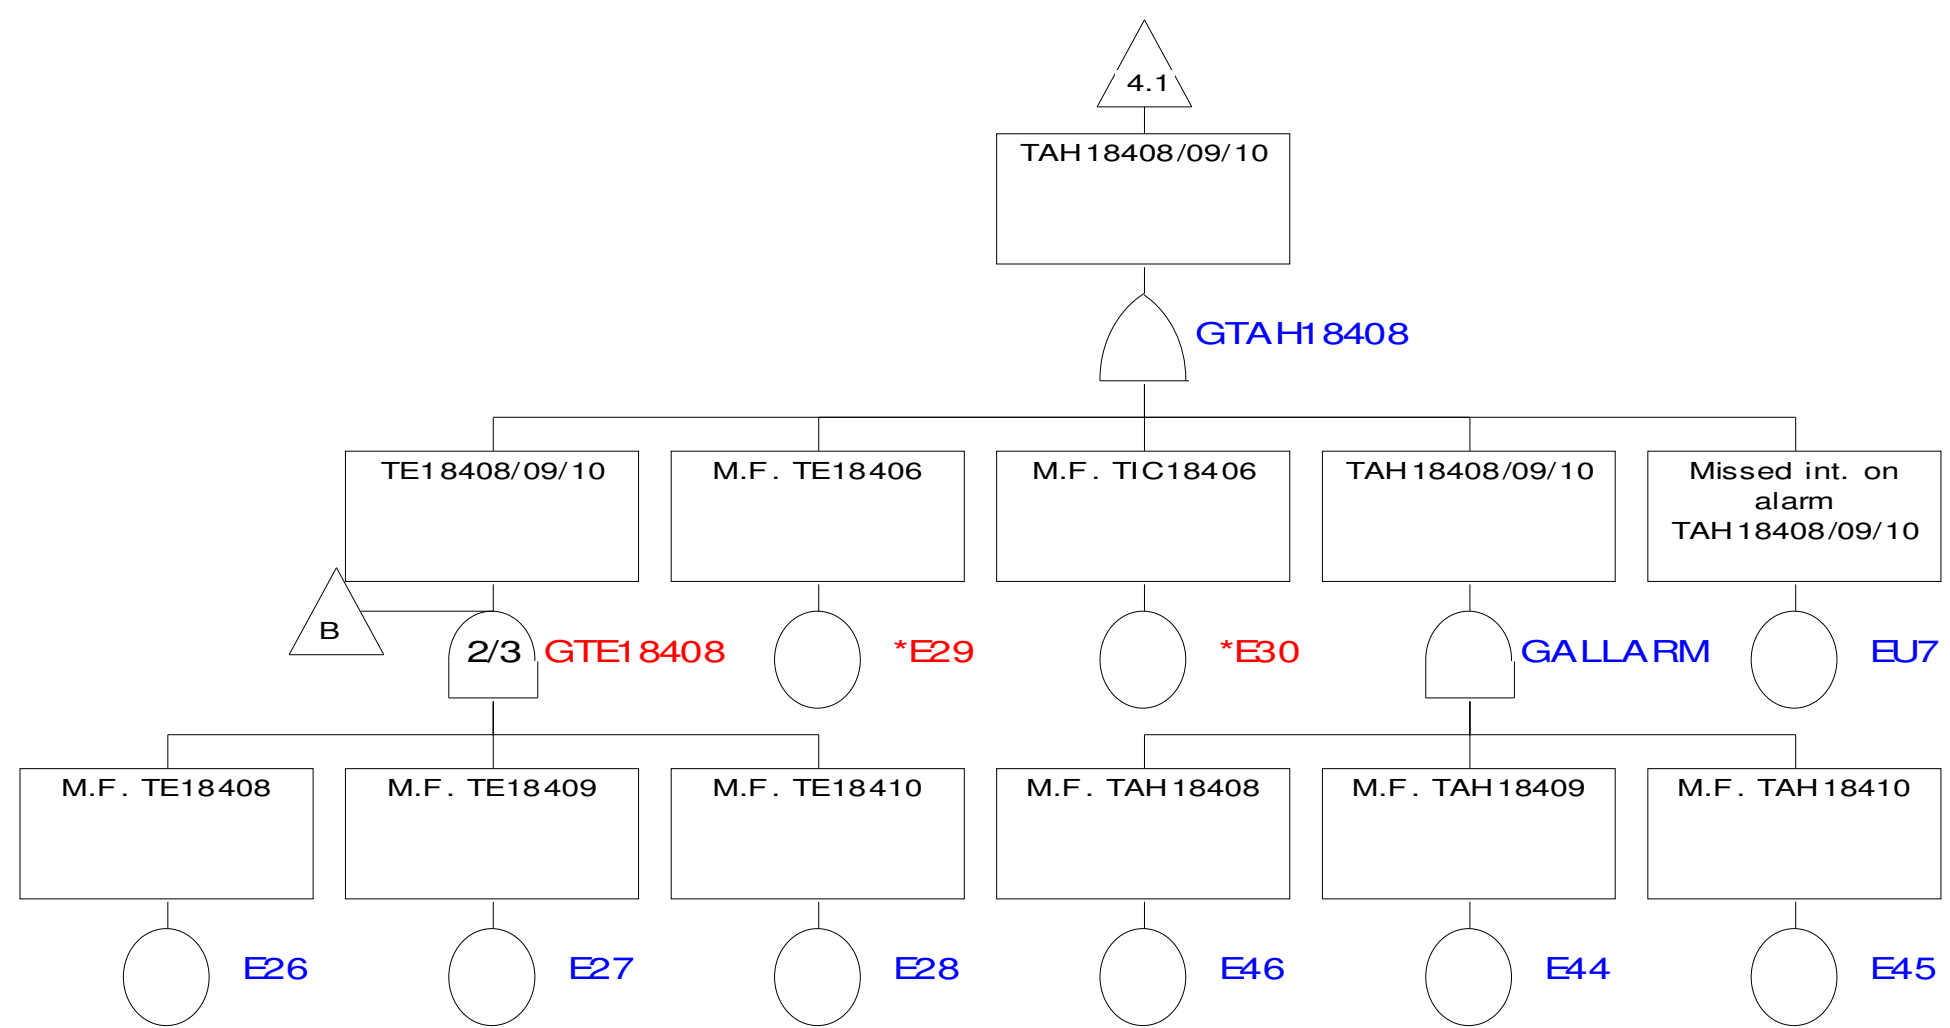 4.1
TAH18408/09/10
GTAH18408
TE18408/09/10
M.F. TE18406
M.F. TIC18406
TAH18408/09/10
Missed int. on
alarm
TAH18408/09/10
B
2/3
GTE18408
*E29
*E30
GALLARM
EU7
M.F. TE18408
M.F. TE18409
M.F. TE18410
M.F. TAH18408
M.F. TAH18409
M.F. TAH18410
E26
E27
E28
E46
E44
E45